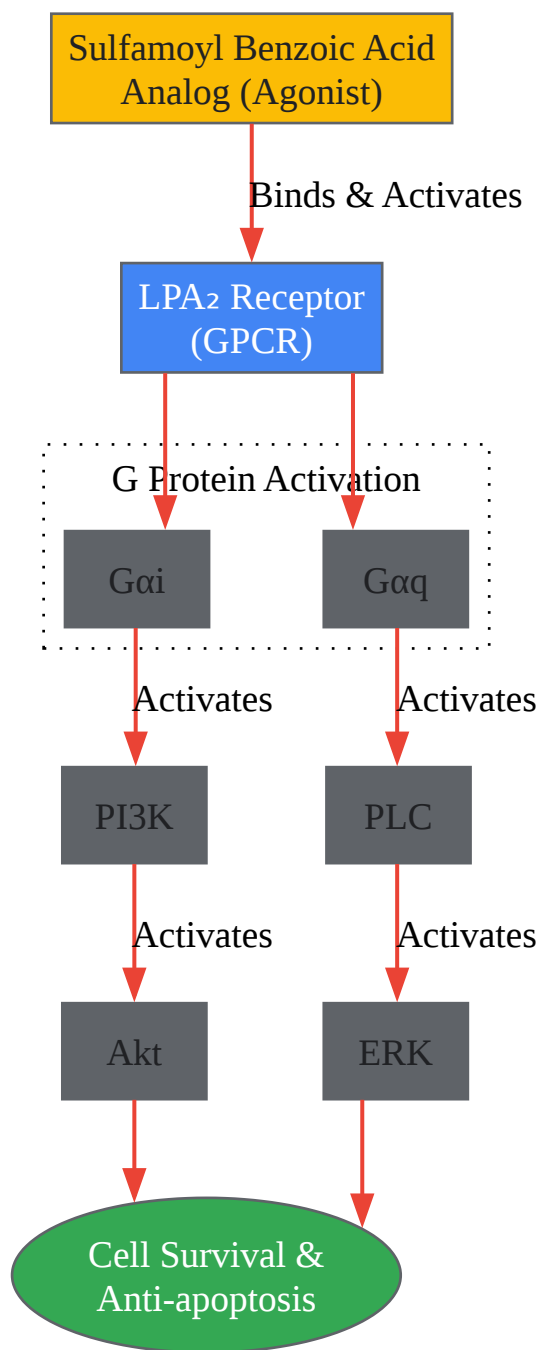 Sulfamoyl Benzoic Acid
Analog (Agonist)
Binds & Activates
LPA₂ Receptor
(GPCR)
G Protein Activation
Gαi
Gαq
Activates
Activates
PI3K
PLC
Activates
Activates
Akt
ERK
Cell Survival &
Anti-apoptosis